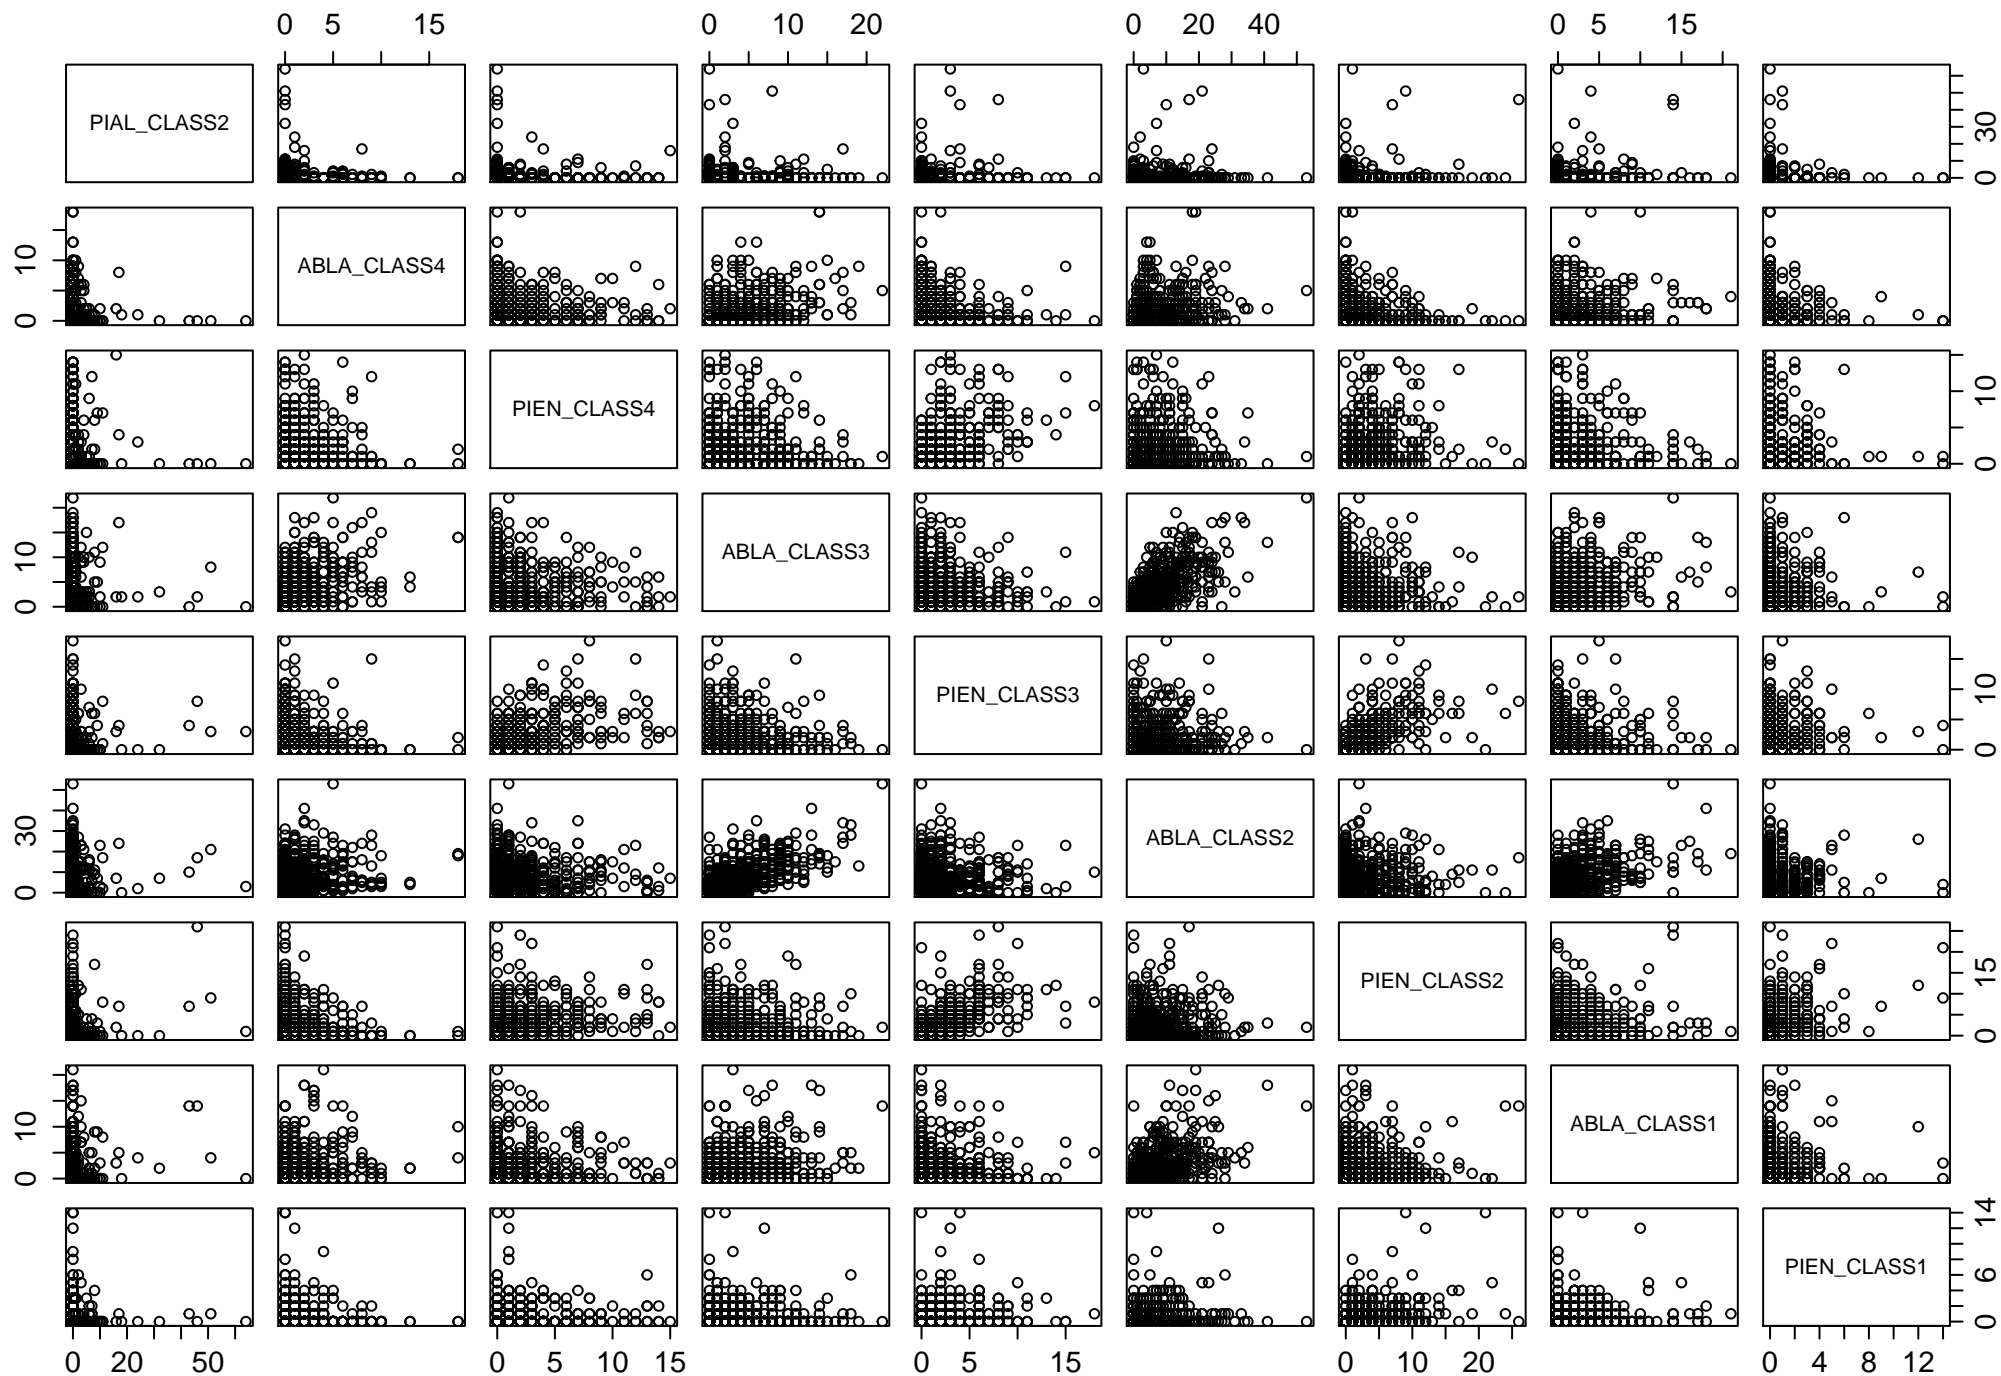 0 5 15 0 10 20 0 20 40 0 5 15
PIAL_CLASS2 0 30
0 10 ABLA_CLASS4
PIEN_CLASS4 0 10
0 10 ABLA_CLASS3
PIEN_CLASS3 0 10
0 30 ABLA_CLASS2
PIEN_CLASS2 0 15
0 10 ABLA_CLASS1
PIEN_CLASS1 0 6 14
0 20 50 0 5 10 15 0 5 15 0 10 20 0 4 8 12